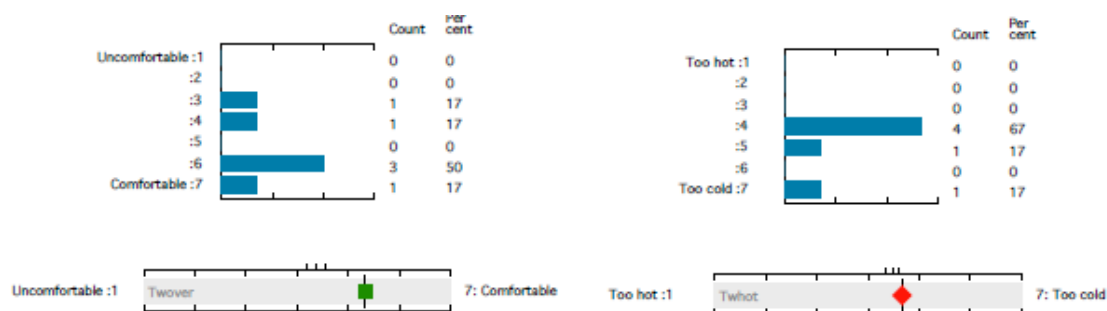 Count Per cent
Uncomfortable :1 0 0
:2 0 0
:3 1 17
:4 1 17
:5 0 0
:6 3 50
Comfortable :7 1 17
Count Per cent
Too hot :1 0 0
:2 0 0
:3 0 0
:4 4 67
:5 1 17
:6 0 0
Too cold :7 1 17
Uncomfortable :1 Twover 7: Comfortable
Too hot :1 Twhot 7: Too cold